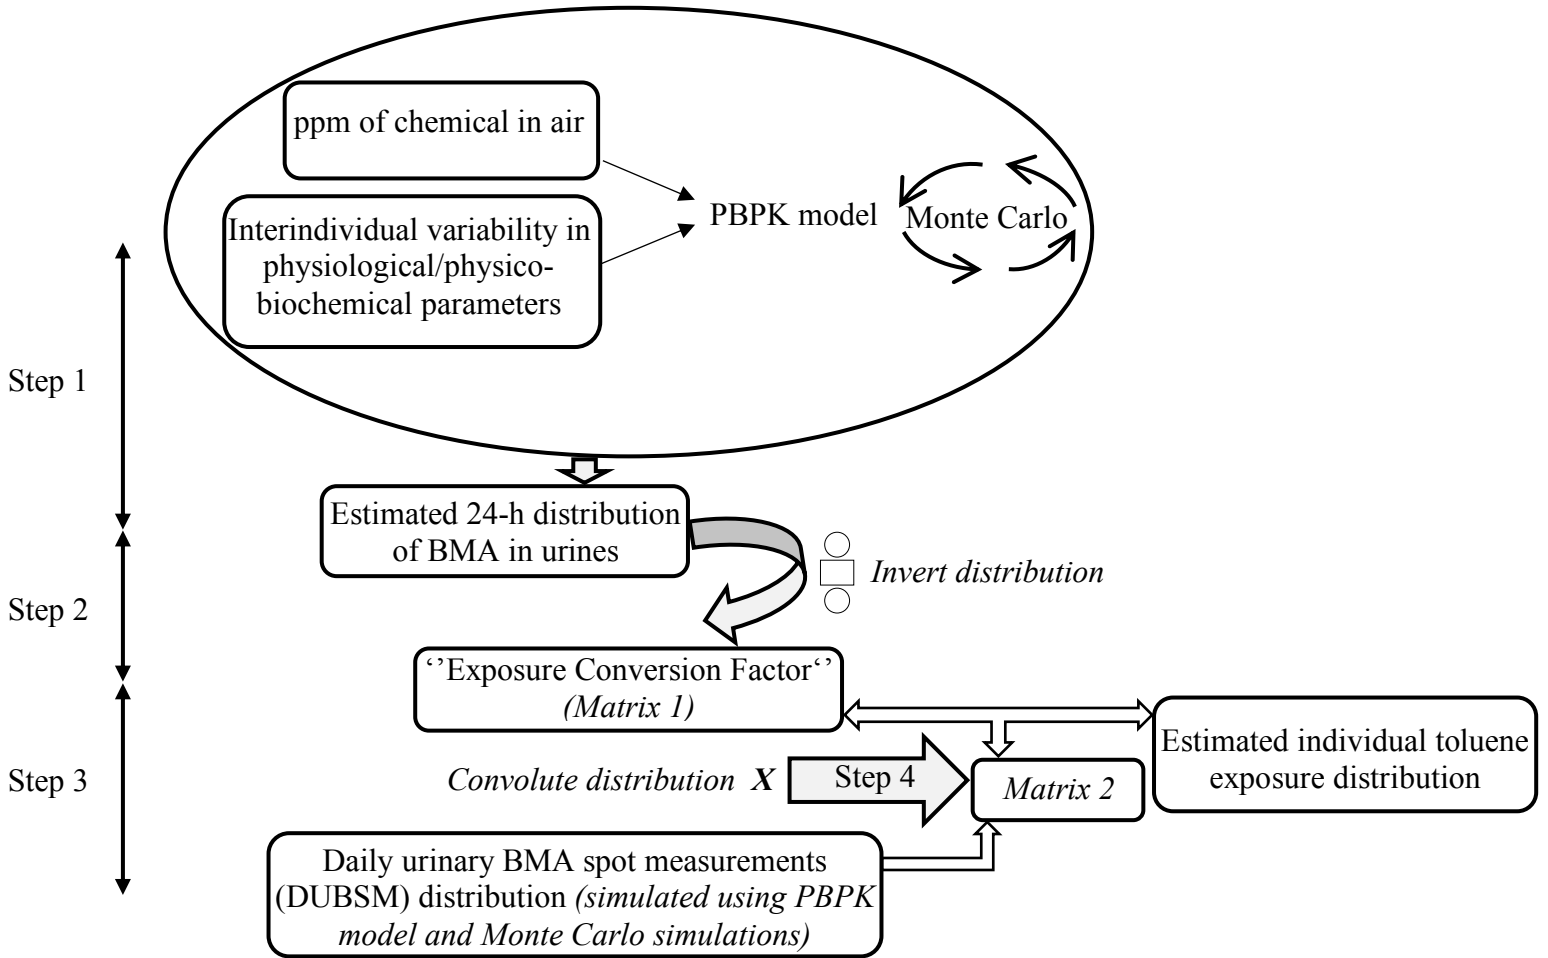 ppm of chemical in air
Interindividual variability in
physiological/physico-
biochemical parameters
PBPK model
Monte Carlo
Step 1
Estimated 24-h distribution
of BMA in urines
Invert distribution
Step 2
‘’Exposure Conversion Factor‘’
(Matrix 1)
Estimated individual toluene
exposure distribution
Step 3
Convolute distribution X
Step 4
Matrix 2
Daily urinary BMA spot measurements
(DUBSM) distribution (simulated using PBPK
model and Monte Carlo simulations)